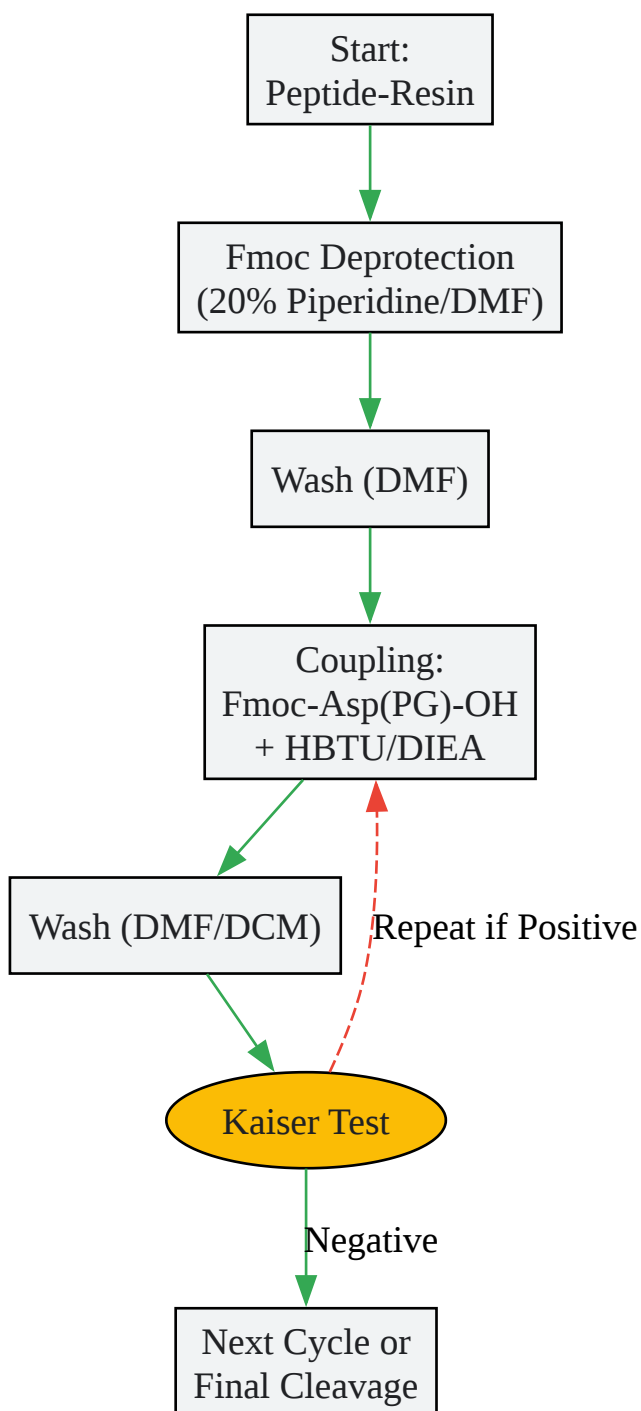 Start:
Peptide-Resin
Fmoc Deprotection
(20% Piperidine/DMF)
Wash (DMF)
Coupling:
Fmoc-Asp(PG)-OH
+ HBTU/DIEA
Wash (DMF/DCM)
Repeat if Positive
Kaiser Test
Negative
Next Cycle or
Final Cleavage